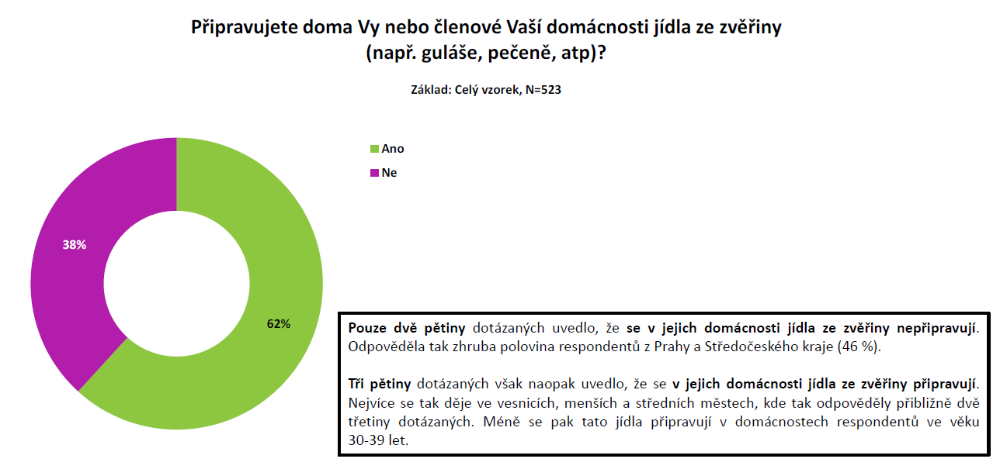 Připravujete doma Vy nebo členové Vaší domácnosti jídla ze zvěřiny
(např. guláše, pečeně, atp)?
Základ: Celý vzorek, N=523
Ano
Ne
38%
62%
Pouze dvě pětiny dotázaných uvedlo, že se v jejich domácnosti jídla ze zvěřiny nepřipravují.
Odpověděla tak zhruba polovina respondentů z Prahy a Středočeského kraje (46 %).
Tři pětiny dotázaných však naopak uvedlo, že se v jejich domácnosti jídla ze zvěřiny připravují.
Nejvíce se tak děje ve vesnicích, menších a středních městech, kde tak odpověděly přibližně dvě
třetiny dotázaných. Méně se pak tato jídla připravují v domácnostech respondentů ve věku
30-39 let.